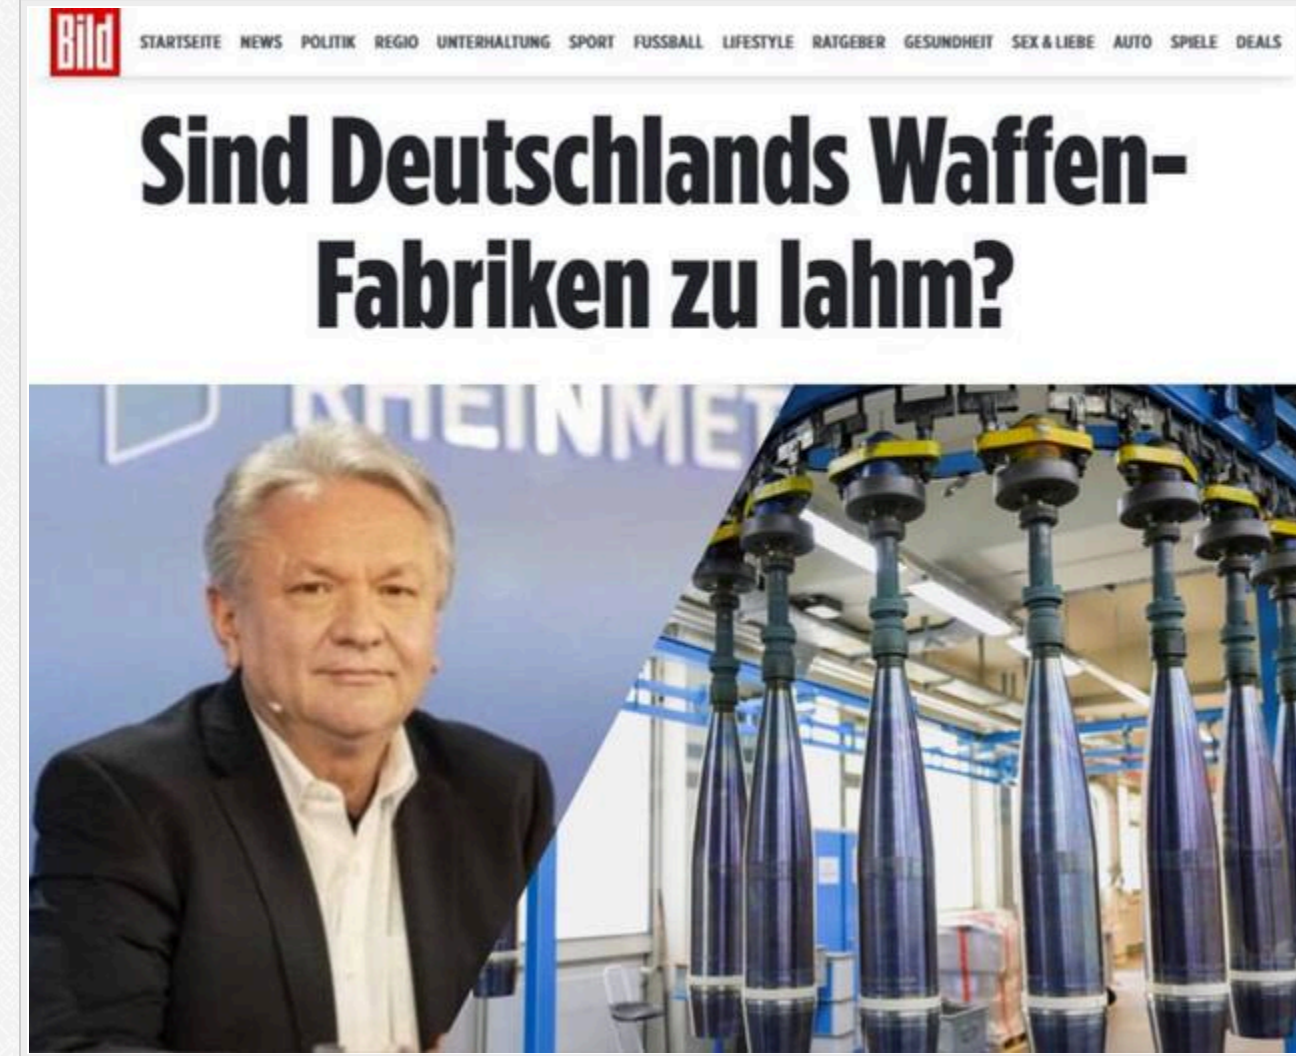 Bild
STARTSEITE NEWS POLITIK REGIO UNTERHALTUNG SPORT FUSSBALL LIFESTYLE RATGEBER GESUNDHEIT SEX & LIEBE AUTO SPIELE DEALS
Sind Deutschlands Waffen-
Fabriken zu lahm?
RHEINMET